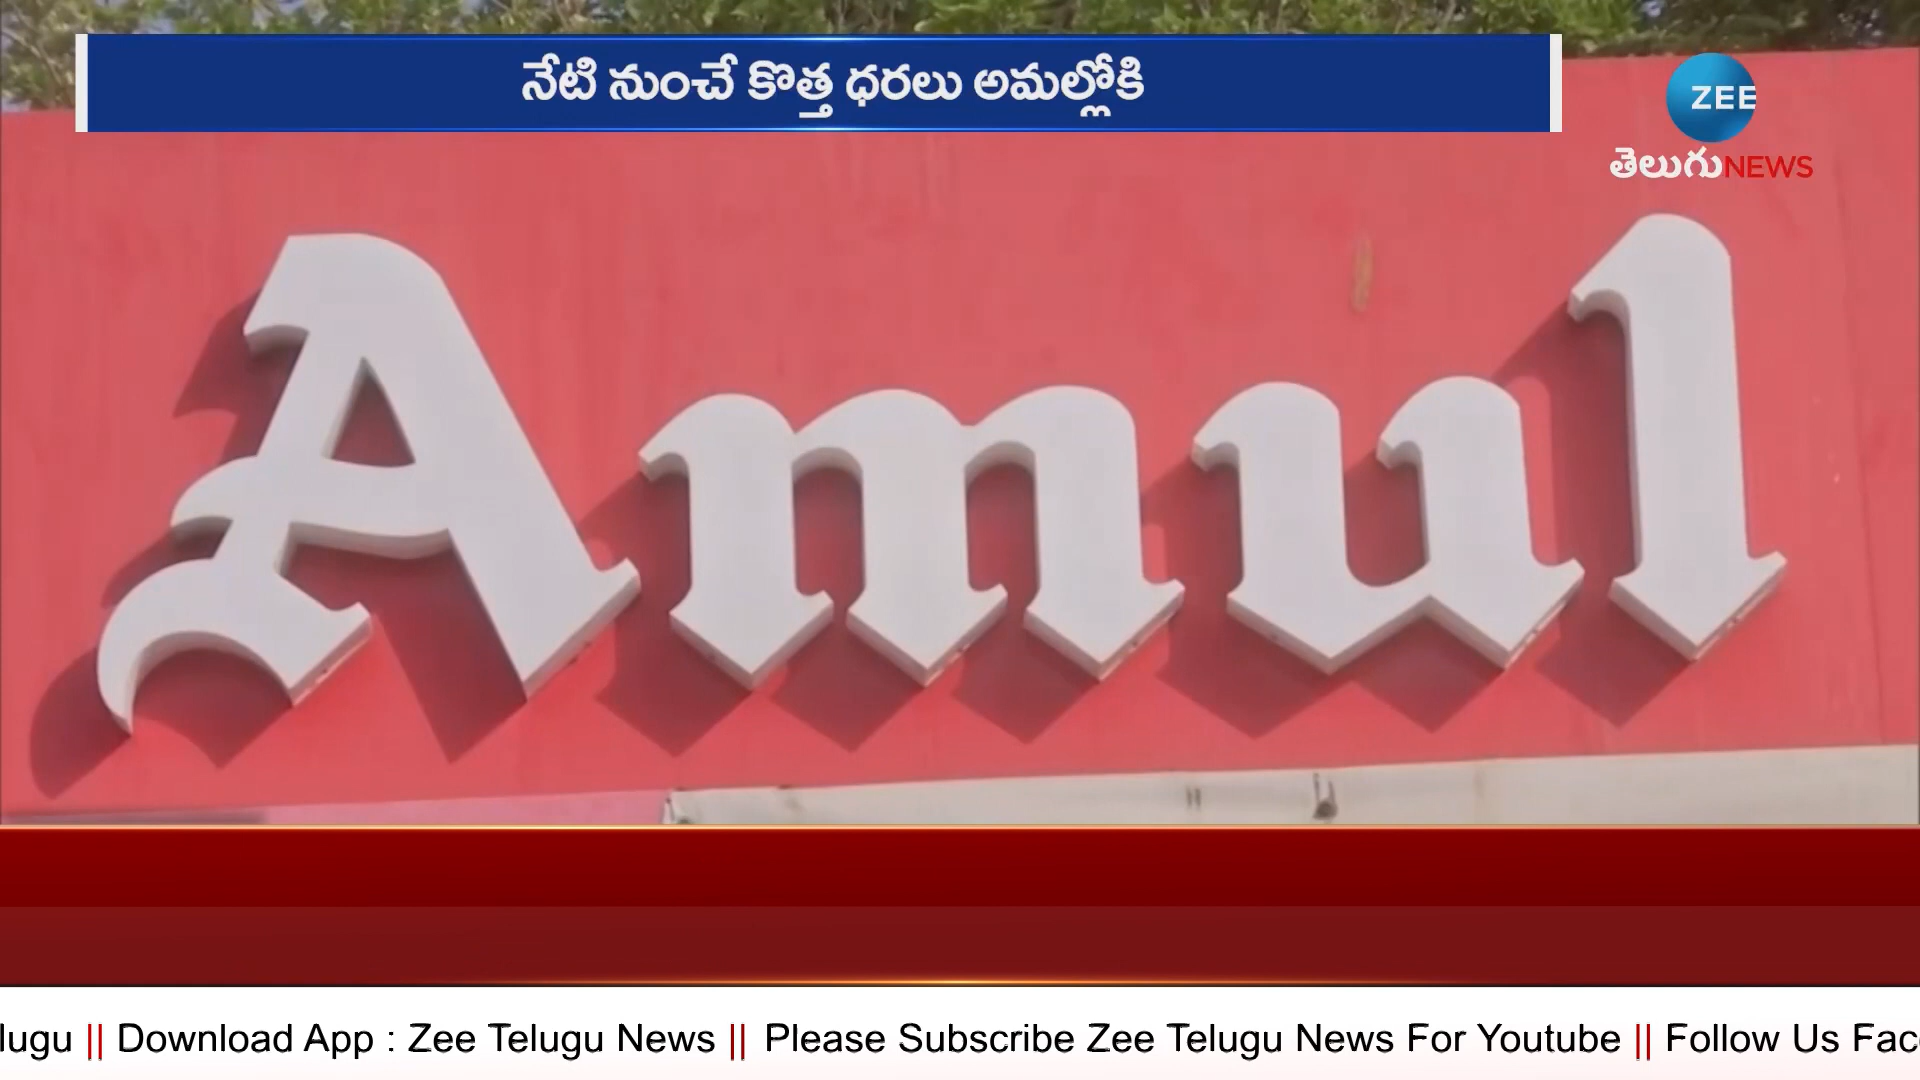 నేటి నుంచే కొత్త ధరలు అమల్లోకి
ZEE
తెలుగు NEWS
Amul
lugu || Download App : Zee Telugu News || Please Subscribe Zee Telugu News For Youtube || Follow Us Fac